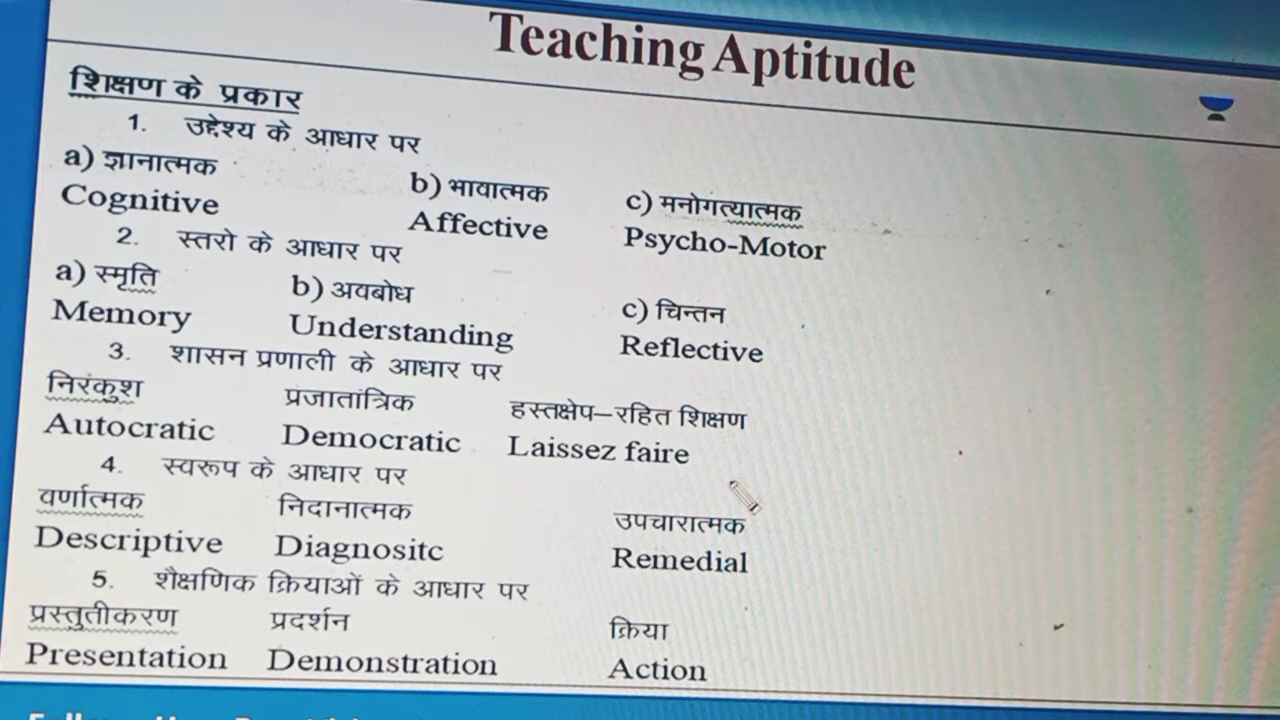 Teaching Aptitude
शिक्षण के प्रकार
1. उद्देश्य के आधार पर
a) ज्ञानात्मक b) भावात्मक c) मनोगत्यात्मक
Cognitive Affective Psycho-Motor
2. स्तरो के आधार पर
a) स्मृति b) अवबोध c) चिन्तन
Memory Understanding Reflective
3. शासन प्रणाली के आधार पर
निरंकुश प्रजातांत्रिक हस्तक्षेप–रहित शिक्षण
Autocratic Democratic Laissez faire
4. स्वरूप के आधार पर
वर्णात्मक निदानात्मक उपचारात्मक
Descriptive Diagnositc Remedial
5. शैक्षणिक क्रियाओं के आधार पर
प्रस्तुतीकरण प्रदर्शन क्रिया
Presentation Demonstration Action